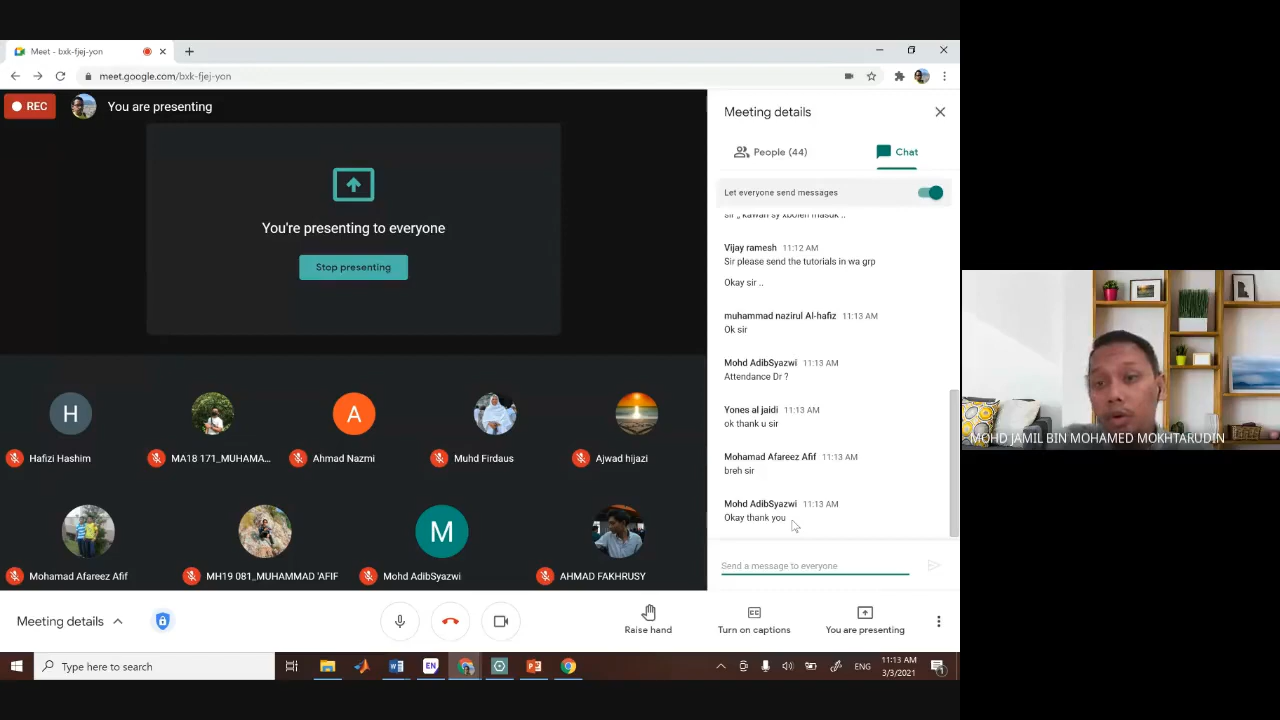 Meet - bxk-fjej-yon
meet.google.com/bxk-fjej-yon
REC
You are presenting
You're presenting to everyone
Stop presenting
H
A
Hafizi Hashim
MA18 171_MUHAMA...
Ahmad Nazmi
Muhd Firdaus
Ajwad hijazi
M
Mohamad Afareez Afif
MH19 081_MUHAMMAD 'AFIF
Mohd AdibSyazwi
AHMAD FAKHRUSY
Meeting details
People (44)
Chat
Let everyone send messages
Vijay ramesh 11:12 AM
Sir please send the tutorials in wa grp
Okay sir ..
muhammad nazirul Al-hafiz 11:13 AM
Ok sir
Mohd AdibSyazwi 11:13 AM
Attendance Dr ?
Yones al jaidi 11:13 AM
ok thank u sir
Mohamad Afareez Afif 11:13 AM
breh sir
Mohd AdibSyazwi 11:13 AM
Okay thank you
Send a message to everyone
Meeting details
Raise hand
Turn on captions
You are presenting
Type here to search
EN
ENG
11:13 AM
3/3/2021
1
MOHD JAMIL BIN MOHAMED MOKHTARUDIN